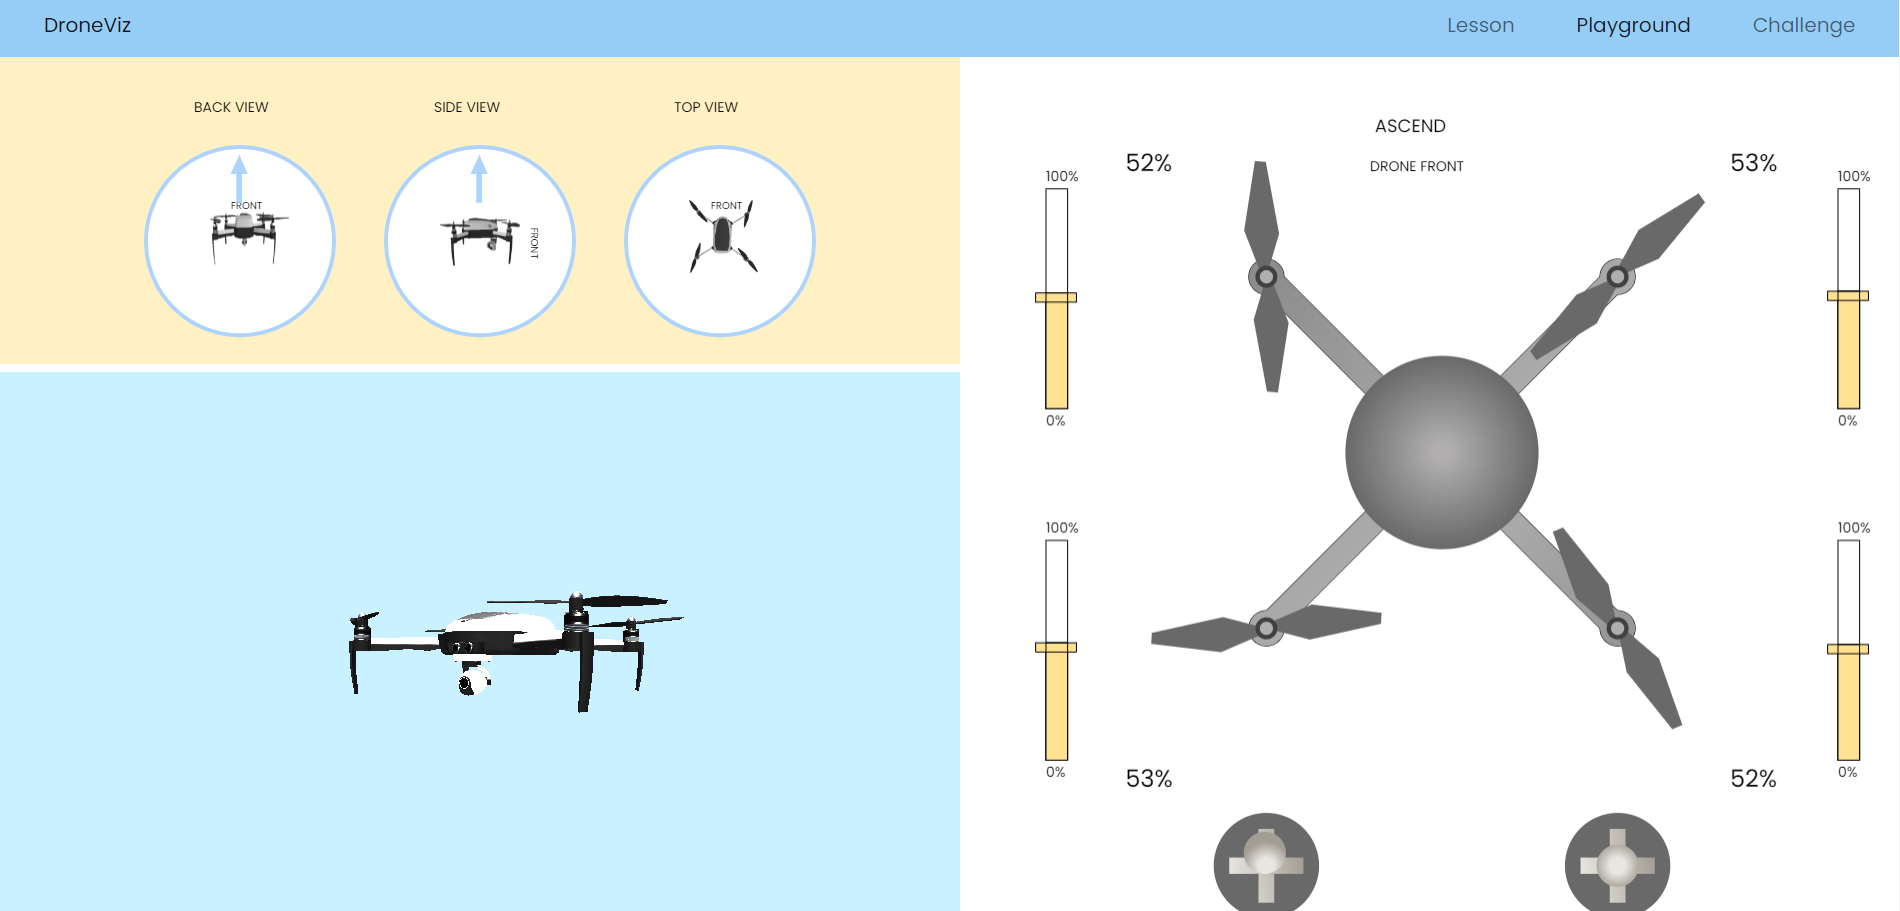 DroneViz
Lesson
Playground
Challenge
BACK VIEW
SIDE VIEW
TOP VIEW
FRONT
FRONT
FRONT
ASCEND
DRONE FRONT
52%
53%
100%
100%
0%
0%
100%
100%
0%
0%
53%
52%